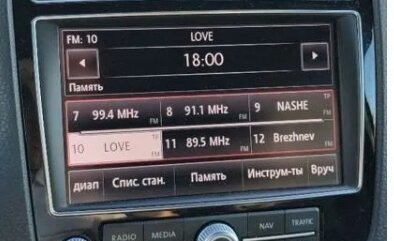 FM: 10 LOVE
18:00
Память
7 99.4 MHz FM 8 91.1 MHz FM 9 NASHE TP FM
10 LOVE TP FM 11 89.5 MHz FM 12 Brezhnev FM
диап Спис. стан. Память Инструм-ты Вруч
RADIO MEDIA NAV TRAFFIC